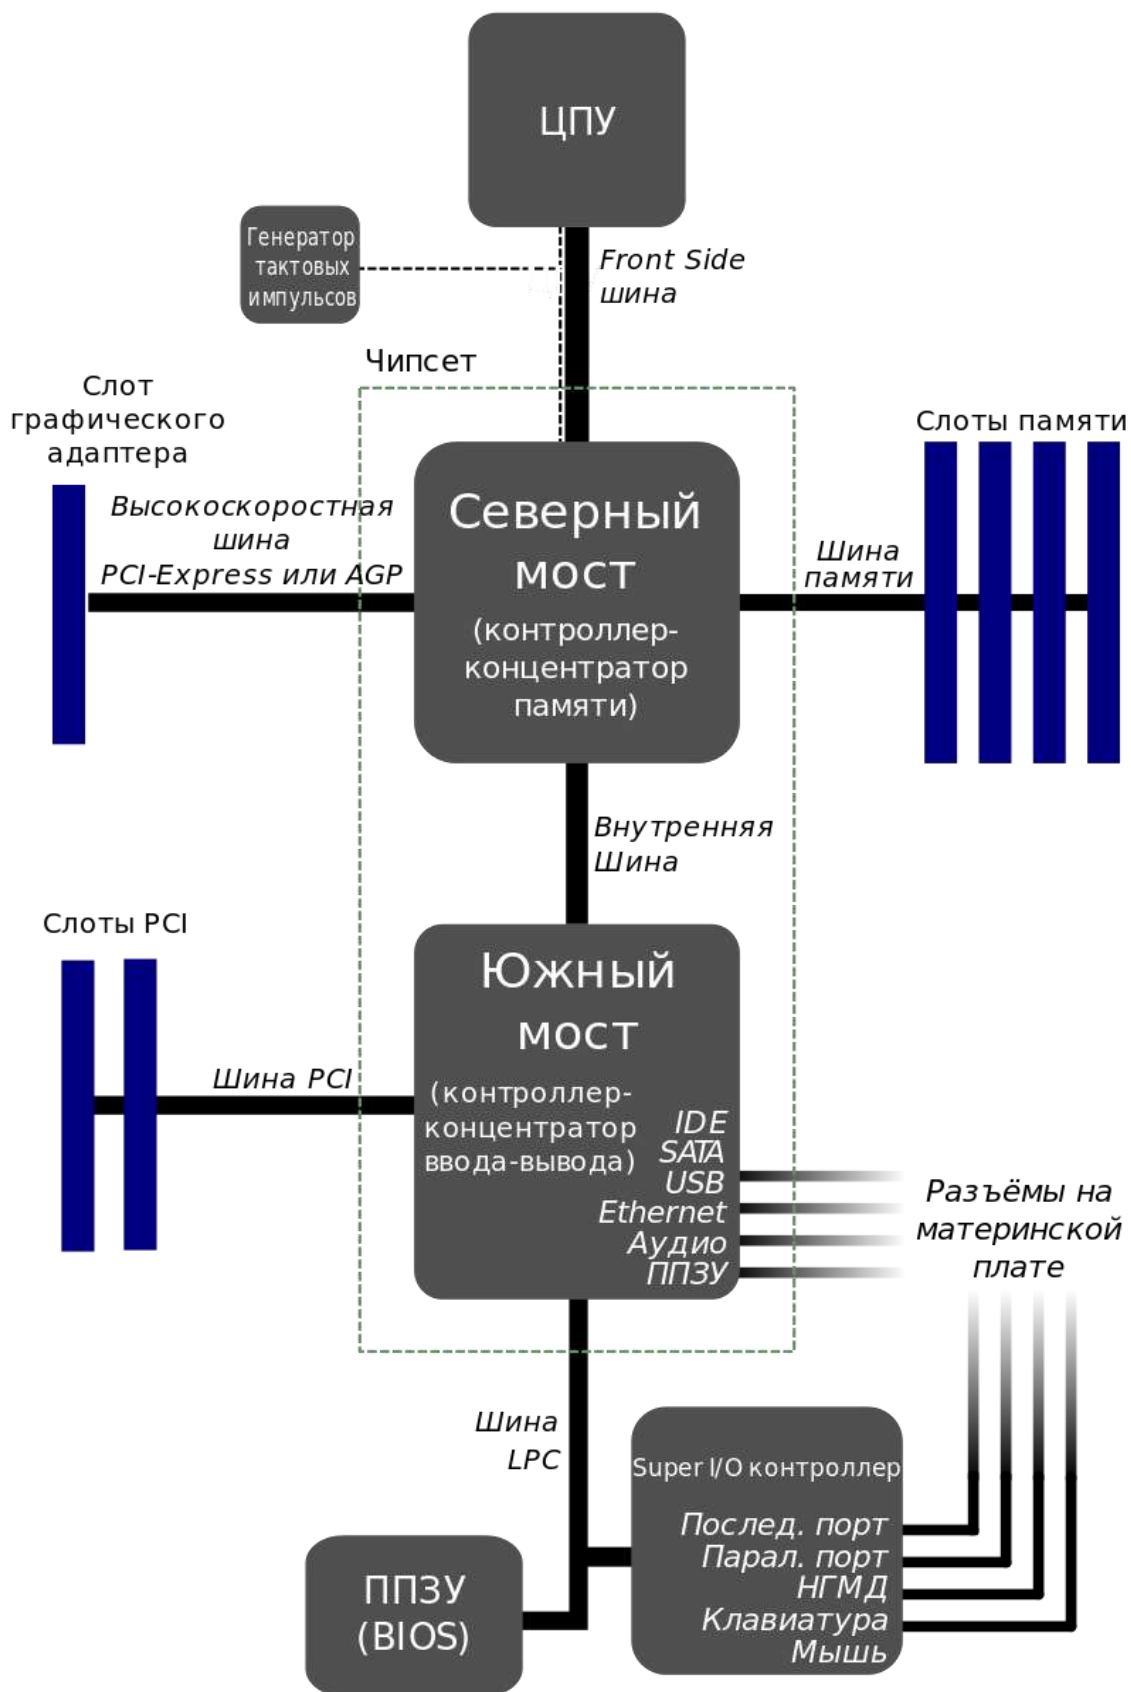 ЦПУ
Генератор
тактовых
импульсов
Front Side
шина
Чипсет
Слот
графического
адаптера
Слоты памяти
Высокоскоростная
шина
PCI-Express или AGP
Северный
мост
(контроллер-
концентратор
памяти)
Шина
памяти
Внутренняя
Шина
Слоты PCI
Шина PCI
Южный
мост
(контроллер-
концентратор
ввода-вывода)
IDE
SATA
USB
Ethernet
Аудио
ППЗУ
Разъёмы на
материнской
плате
Шина
LPC
Super I/O контроллер
Послед. порт
Парал. порт
НГМД
Клавиатура
Мышь
ППЗУ
(BIOS)